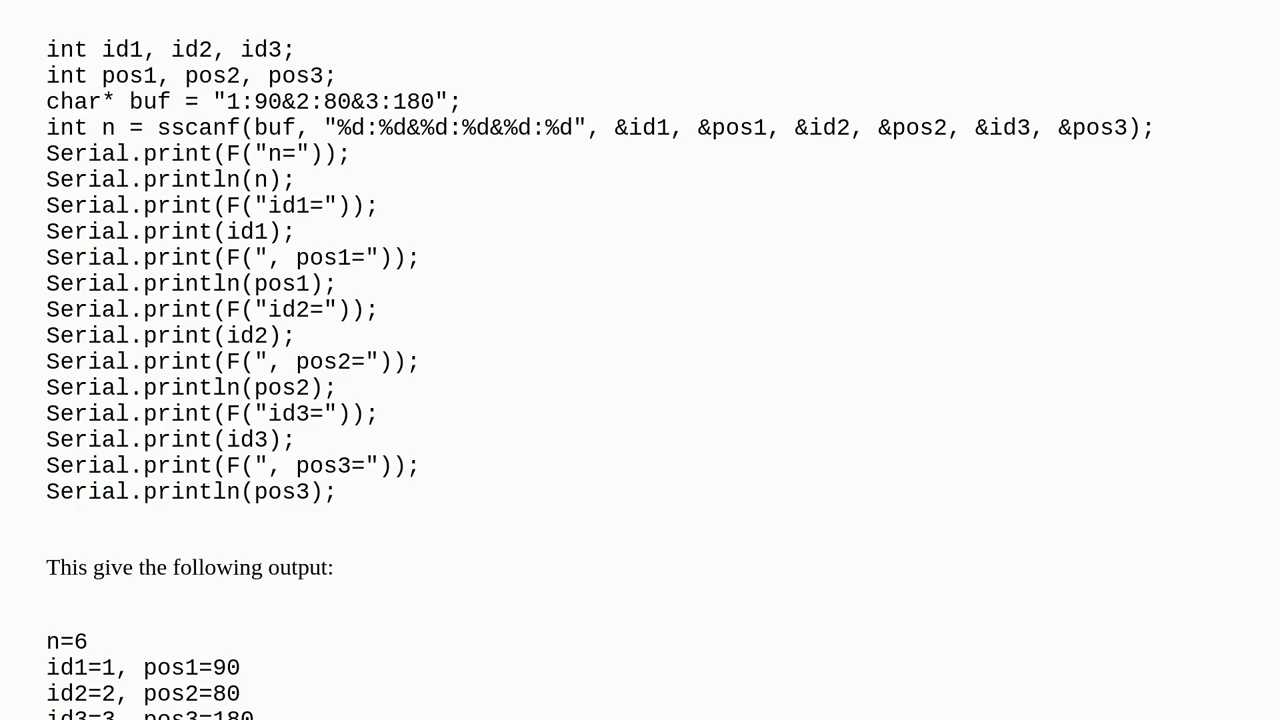 int id1, id2, id3;
int pos1, pos2, pos3;
char* buf = "1:90&2:80&3:180";
int n = sscanf(buf, "%d:%d&%d:%d&%d:%d", &id1, &pos1, &id2, &pos2, &id3, &pos3);
Serial.print(F("n="));
Serial.println(n);
Serial.print(F("id1="));
Serial.print(id1);
Serial.print(F(", pos1="));
Serial.println(pos1);
Serial.print(F("id2="));
Serial.print(id2);
Serial.print(F(", pos2="));
Serial.println(pos2);
Serial.print(F("id3="));
Serial.print(id3);
Serial.print(F(", pos3="));
Serial.println(pos3);
This give the following output:
n=6
id1=1, pos1=90
id2=2, pos2=80
id3=3, pos3=180